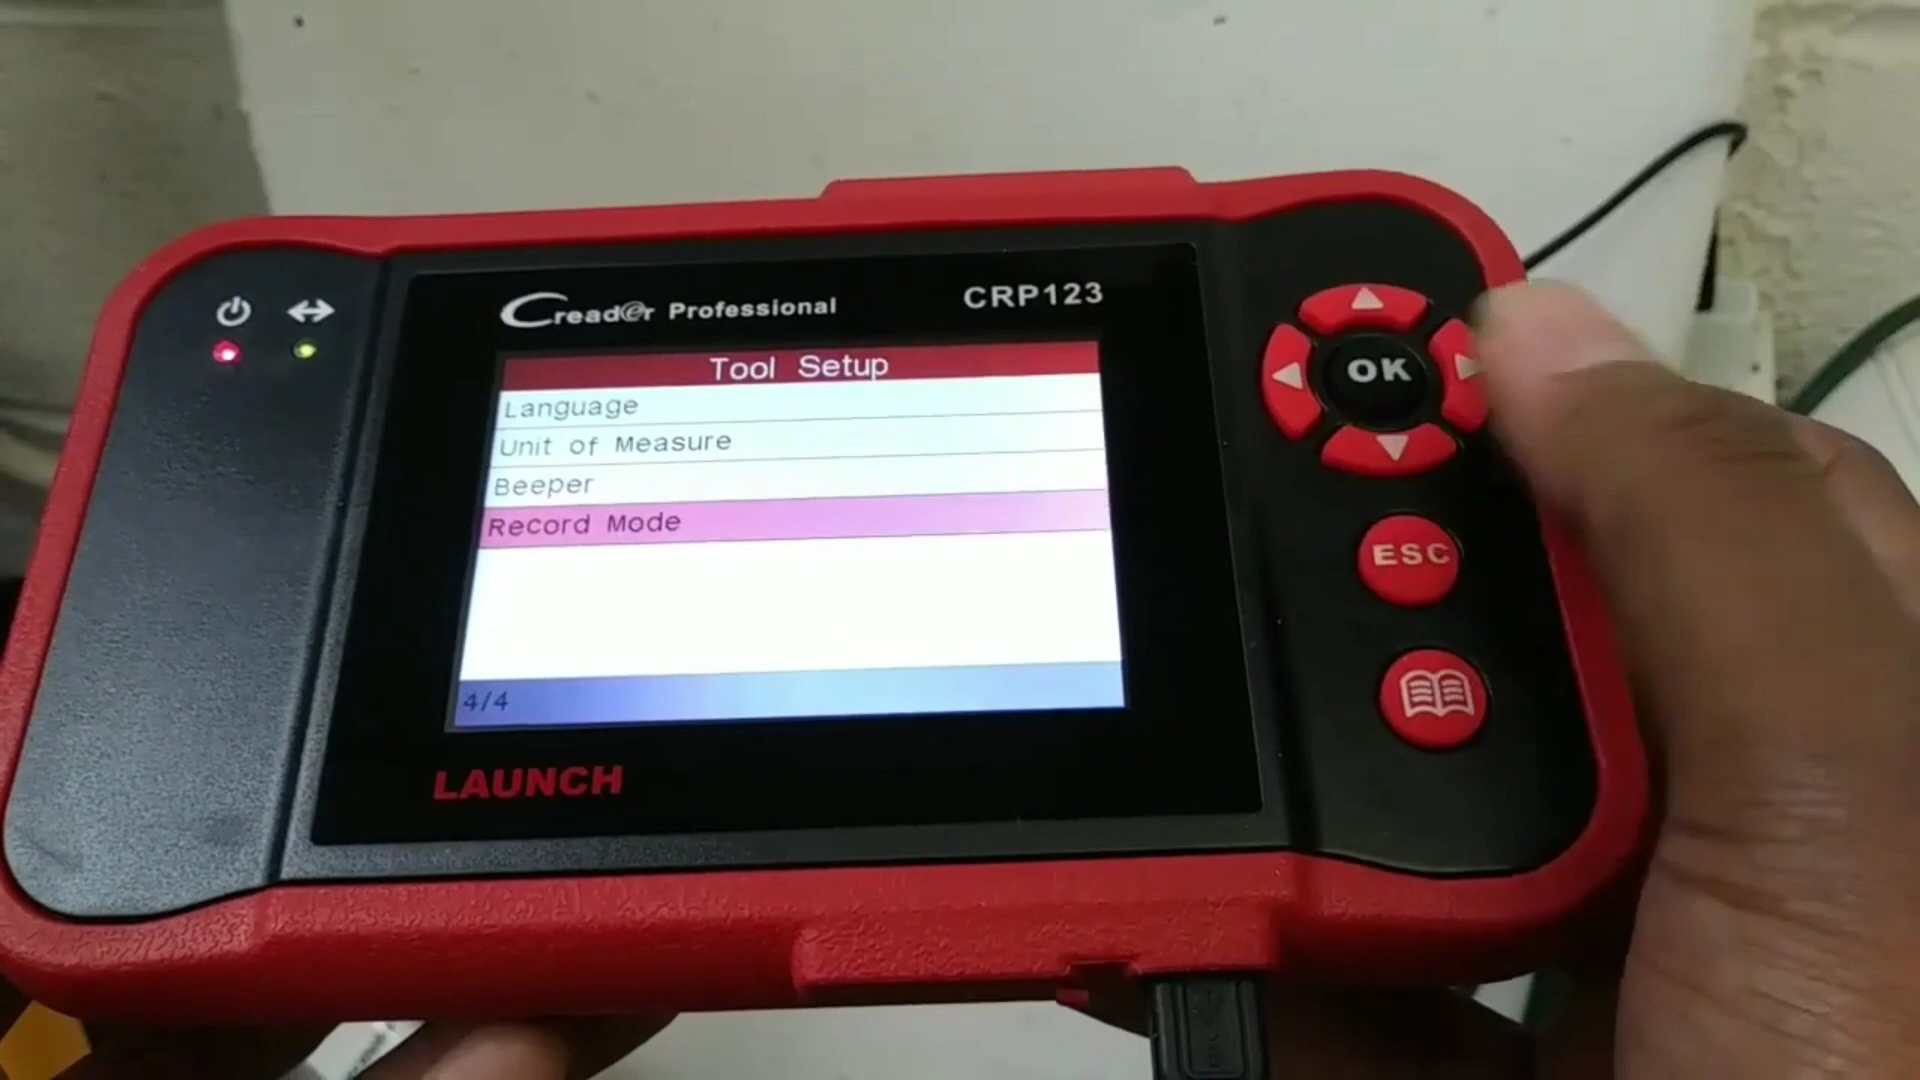 Creader Professional
CRP123
Tool Setup
Language
Unit of Measure
Beeper
Record Mode
4/4
LAUNCH
OK
ESC